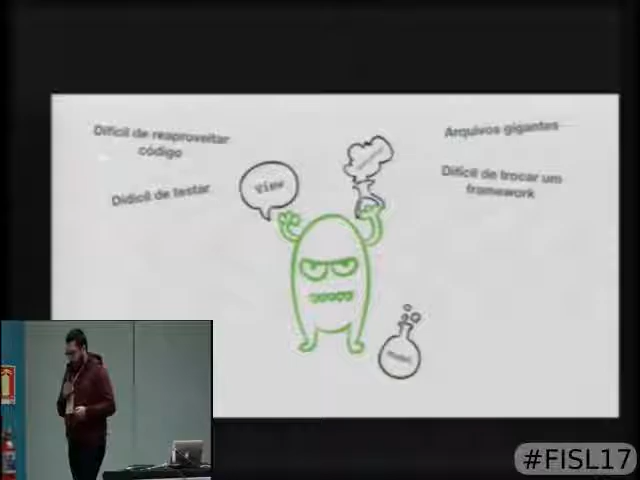 Difícil de reaproveitar
código
Difícil de testar
View
Arquivos gigantes
Difícil de trocar um
framework
Model
#FISL17